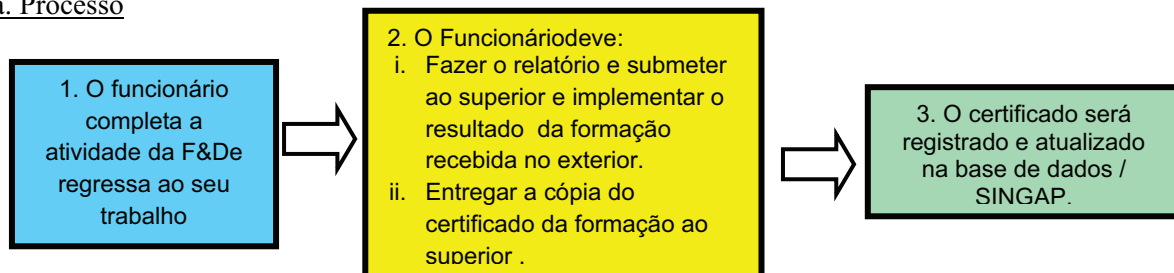 a. Processo
1. O funcionário
completa a
atividade da F&De
regressa ao seu
trabalho
2. O Funcionáriodeve:
i. Fazer o relatório e submeter
ao superior e implementar o
resultado da formação
recebida no exterior.
ii. Entregar a cópia do
certificado da formação ao
superior .
3. O certificado será
registrado e atualizado
na base de dados /
SINGAP.